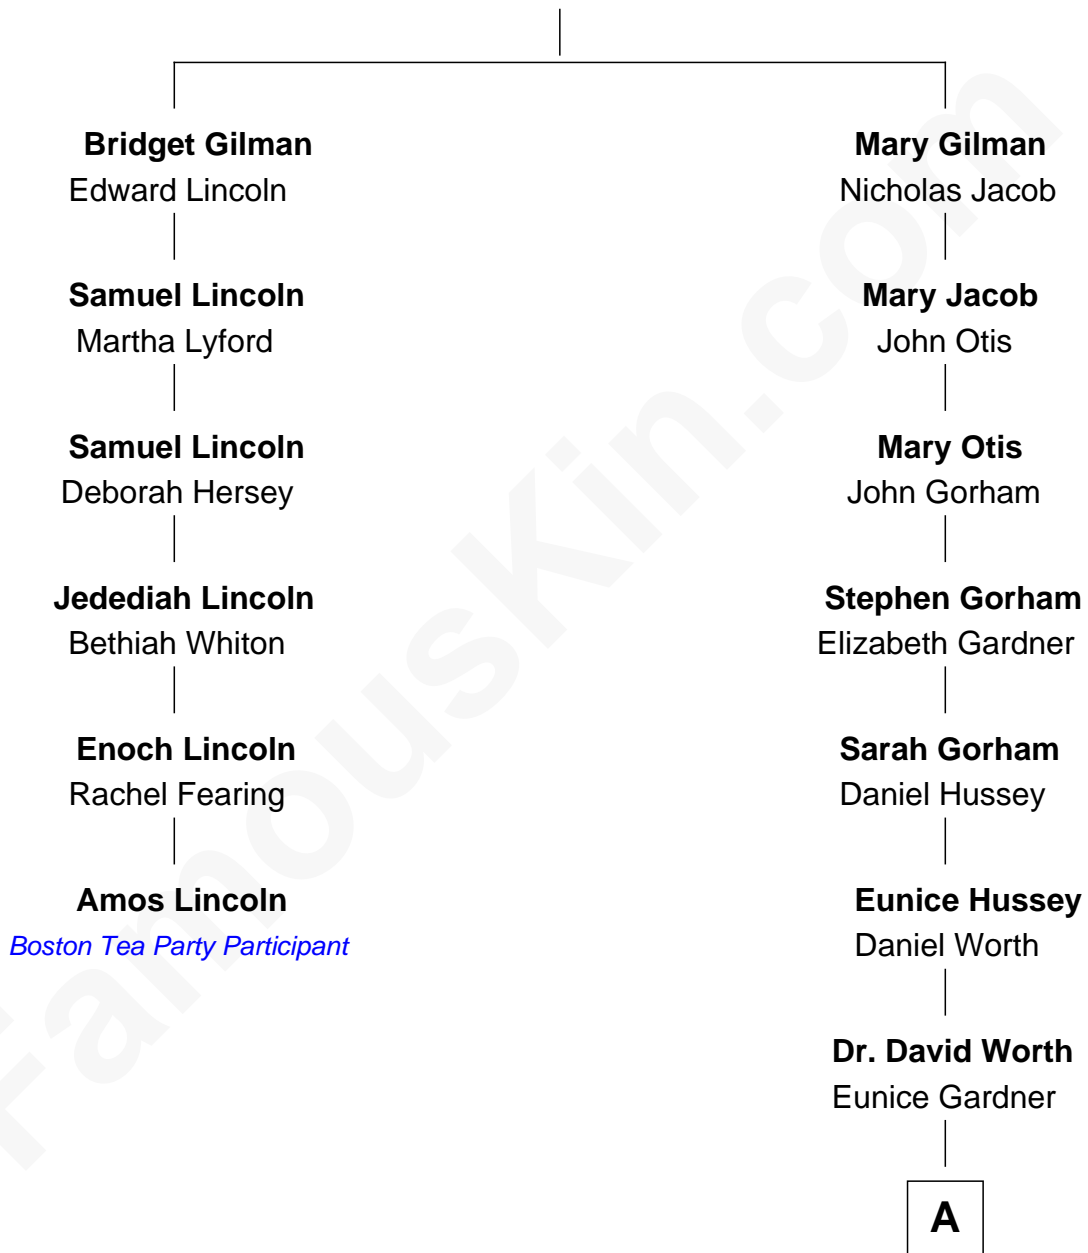 Bridget Gilman
Edward Lincoln
Samuel Lincoln
Martha Lyford
Samuel Lincoln
Deborah Hersey
Jedediah Lincoln
Bethiah Whiton
Enoch Lincoln
Rachel Fearing
Amos Lincoln
Boston Tea Party Participant
Mary Gilman
Nicholas Jacob
Mary Jacob
John Otis
Mary Otis
John Gorham
Stephen Gorham
Elizabeth Gardner
Sarah Gorham
Daniel Hussey
Eunice Hussey
Daniel Worth
Dr. David Worth
Eunice Gardner
A
FamousKin.com